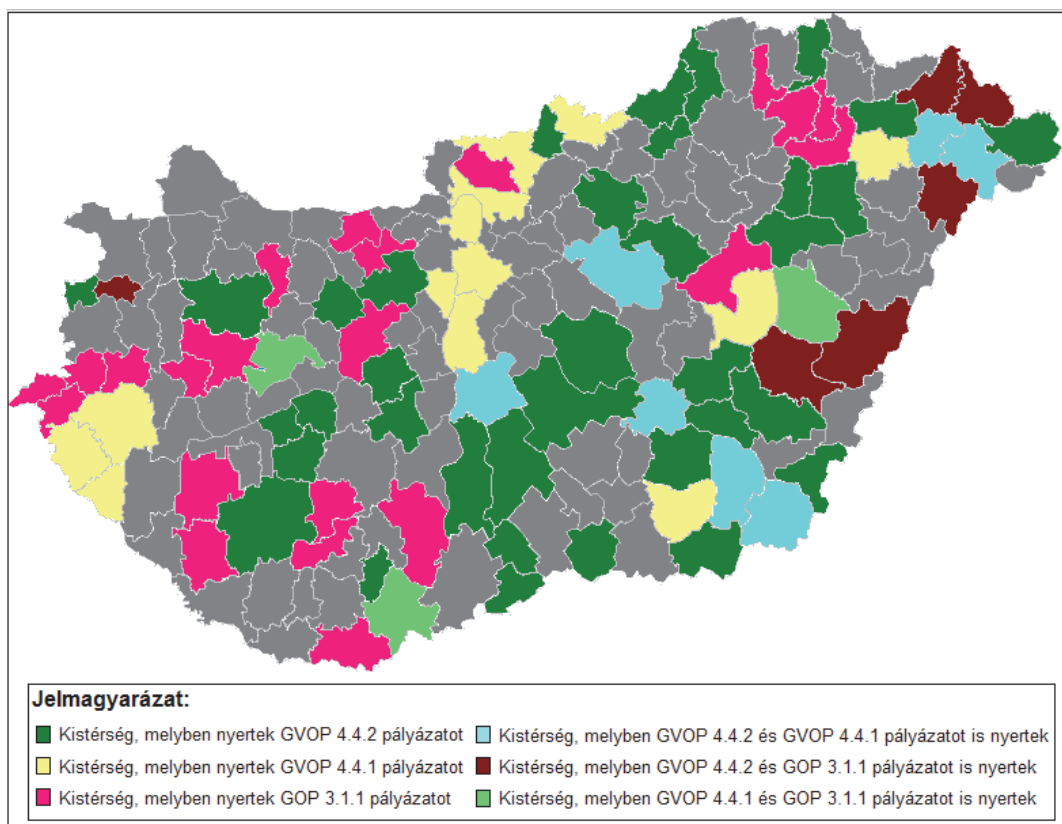 Jelmagyarázat:
Kistérség, melyben nyertek GVOP 4.4.2 pályázatot
Kistérség, melyben nyertek GVOP 4.4.2 és GVOP 4.4.1 pályázatot is nyertek
Kistérség, melyben nyertek GVOP 4.4.1 pályázatot
Kistérség, melyben GVOP 4.4.2 és GOP 3.1.1 pályázatot is nyertek
Kistérség, melyben nyertek GOP 3.1.1 pályázatot
Kistérség, melyben GVOP 4.4.1 és GOP 3.1.1 pályázatot is nyertek